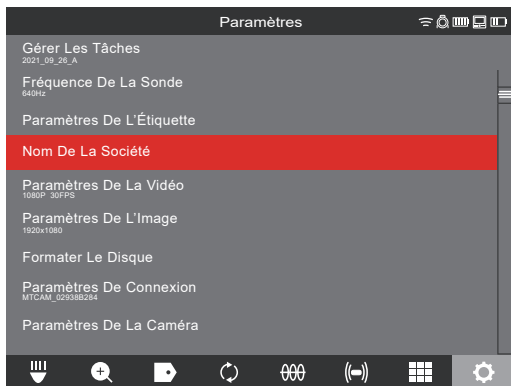 Paramètres
Gérer Les Tâches
2021_09_26_A
Fréquence De La Sonde
640Hz
Paramètres De L'Étiquette
Nom De La Société
Paramètres De La Vidéo
1080P 30FPS
Paramètres De L'Image
1920x1080
Formater Le Disque
Paramètres De Connexion
MTCAM_02938B284
Paramètres De La Caméra